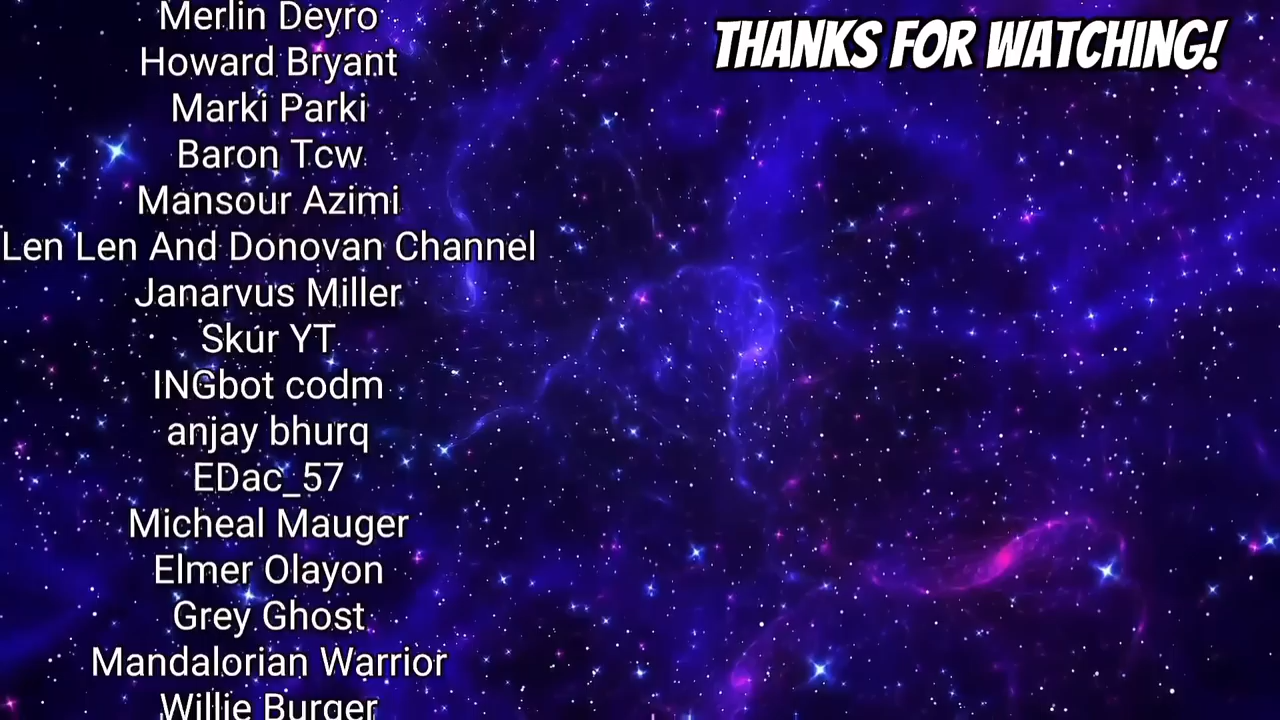 Merlin Deyro
Howard Bryant
Marki Parki
Baron Tcw
Mansour Azimi
Len Len And Donovan Channel
Janarvus Miller
Skur YT
INGbot codm
anjay bhurq
EDac_57
Micheal Mauger
Elmer Olayon
Grey Ghost
Mandalorian Warrior
Willie Burger
THANKS FOR WATCHING!